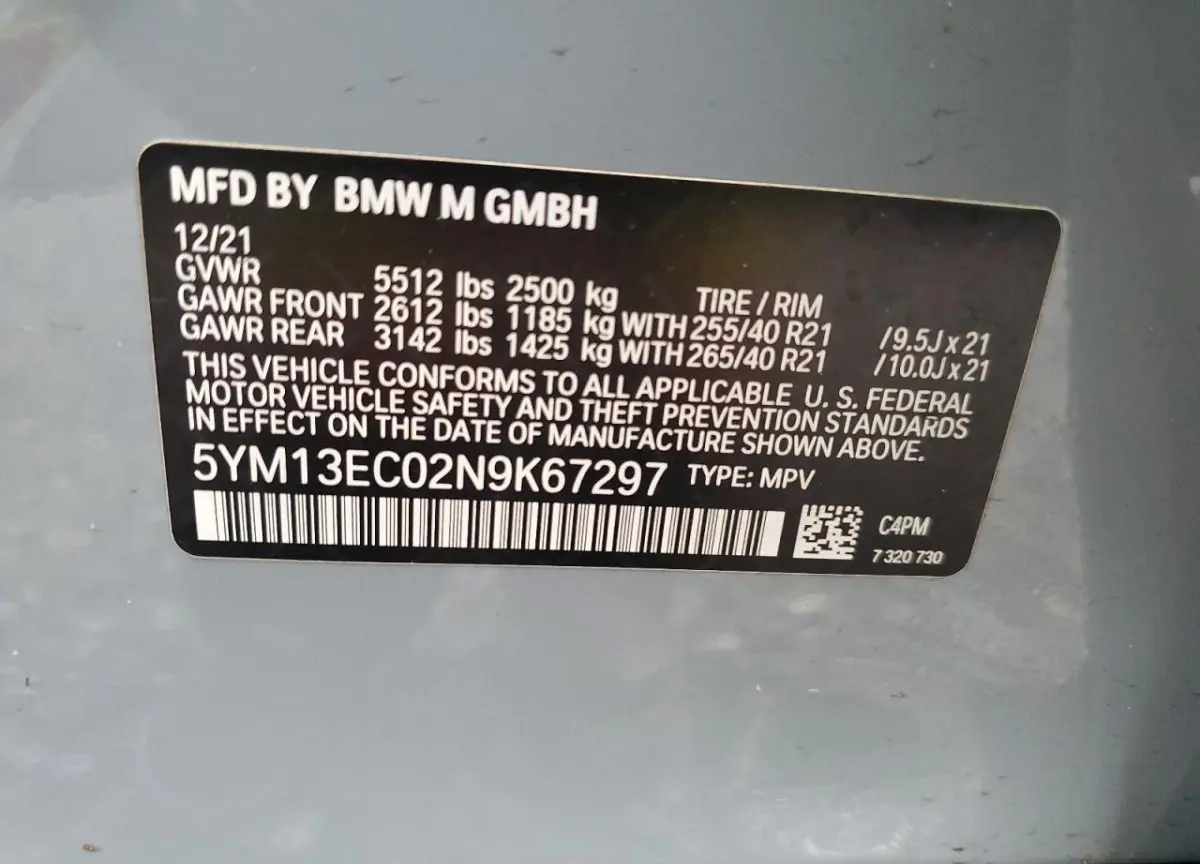 MFD BY BMW M GMBH
12/21
GVWR 5512 lbs 2500 kg TIRE / RIM
GAWR FRONT 2612 lbs 1185 kg WITH 255/40 R21 /9.5J x 21
GAWR REAR 3142 lbs 1425 kg WITH 265/40 R21 /10.0J x 21
THIS VEHICLE CONFORMS TO ALL APPLICABLE U. S. FEDERAL
MOTOR VEHICLE SAFETY AND THEFT PREVENTION STANDARDS
IN EFFECT ON THE DATE OF MANUFACTURE SHOWN ABOVE.
5YM13EC02N9K67297 TYPE: MPV
C4PM
7 320 730